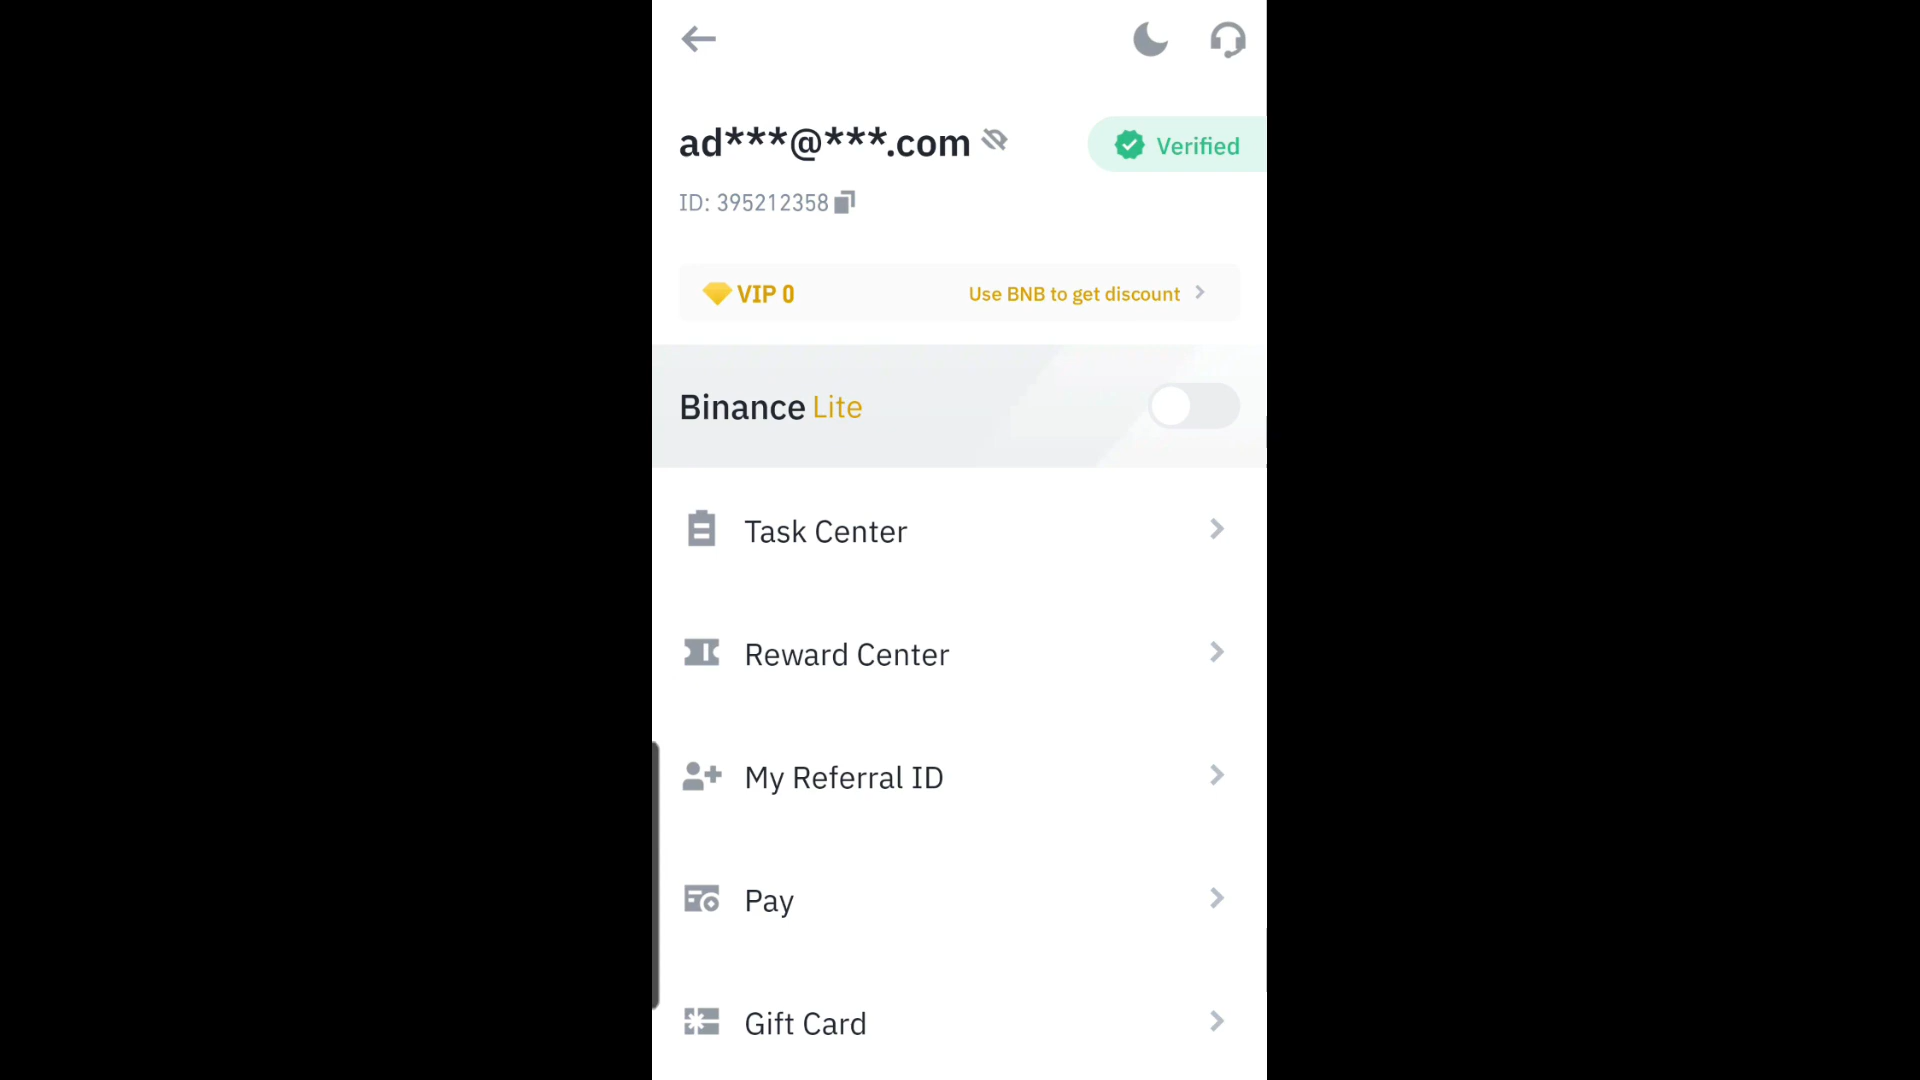 ad***@***.com
Verified
ID: 395212358
VIP 0
Use BNB to get discount
Binance Lite
Task Center
Reward Center
My Referral ID
Pay
Gift Card